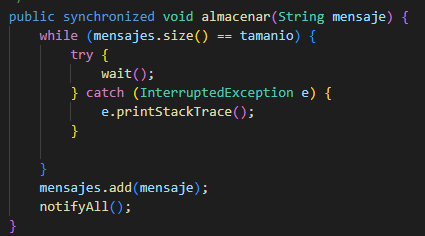 public synchronized void almacenar(String mensaje) {
    while (mensajes.size() == tamanio) {
        try {
            wait();
        } catch (InterruptedException e) {
            e.printStackTrace();
        }

    }
    mensajes.add(mensaje);
    notifyAll();
}